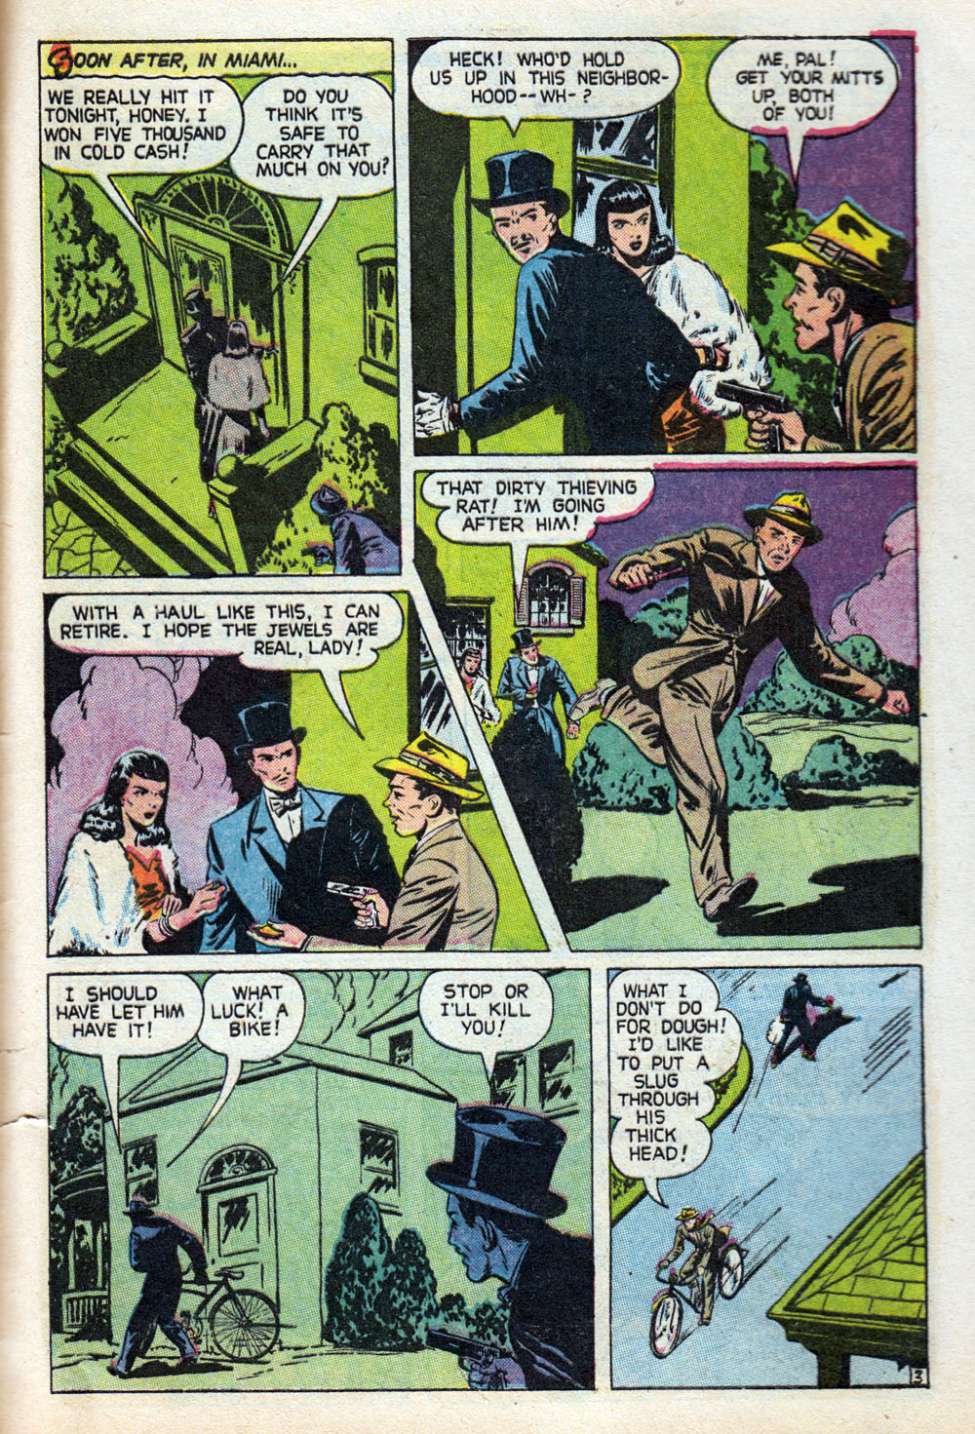 SOON AFTER, IN MIAMI...
WE REALLY HIT IT
TONIGHT, HONEY. I
WON FIVE THOUSAND
IN COLD CASH!
DO YOU
THINK IT'S
SAFE TO
CARRY THAT
MUCH ON YOU?
HECK! WHO'D HOLD
US UP IN THIS NEIGHBOR-
HOOD--WH-?
ME, PAL!
GET YOUR MITTS
UP, BOTH
OF YOU!
WITH A HAUL LIKE THIS, I CAN
RETIRE. I HOPE THE JEWELS ARE
REAL, LADY!
THAT DIRTY THIEVING
RAT! I'M GOING
AFTER HIM!
I SHOULD
HAVE LET HIM
HAVE IT!
WHAT
LUCK! A
BIKE!
STOP OR
I'LL KILL
YOU!
WHAT I
DON'T DO
FOR DOUGH!
I'D LIKE
TO PUT A
SLUG
THROUGH
HIS
THICK
HEAD!
3